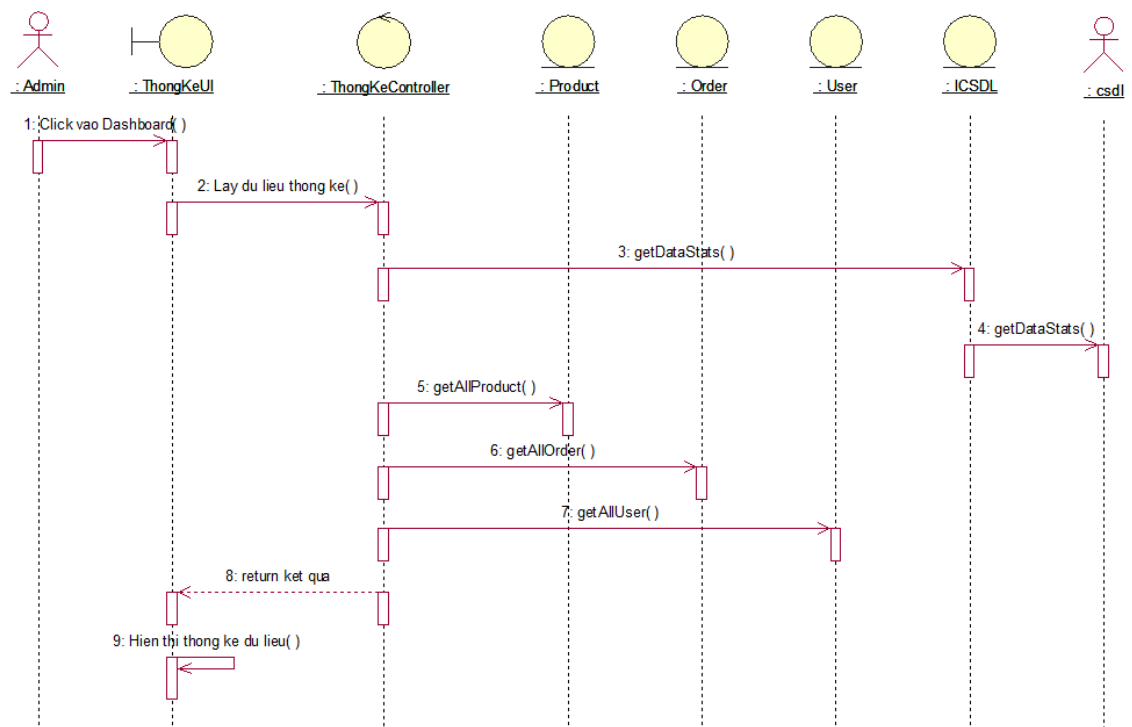 : Admin
: ThongKeUI
: ThongKeController
: Product
: Order
: User
: ICSDL
: csdl
1: Click vao Dashboard( )
2: Lay du lieu thong ke( )
3: getDataStats( )
4: getDataStats( )
5: getAllProduct( )
6: getAllOrder( )
7: getAllUser( )
8: return ket qua
9: Hien thi thong ke du lieu( )